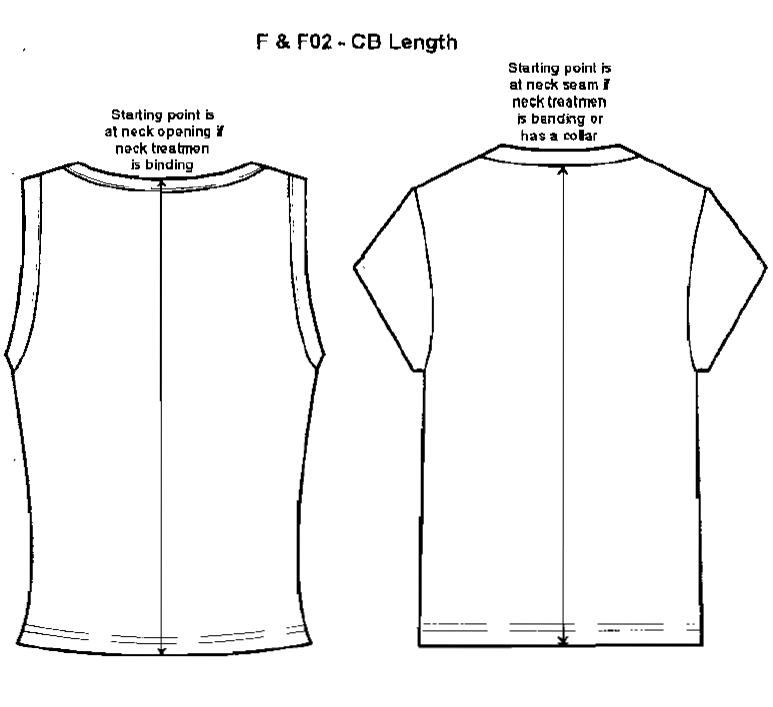 F & F02 - CB Length
Starting point is
at neck opening if
neck treatmen
is binding
Starting point is
at neck seam if
neck treatmen
is banding or
has a collar